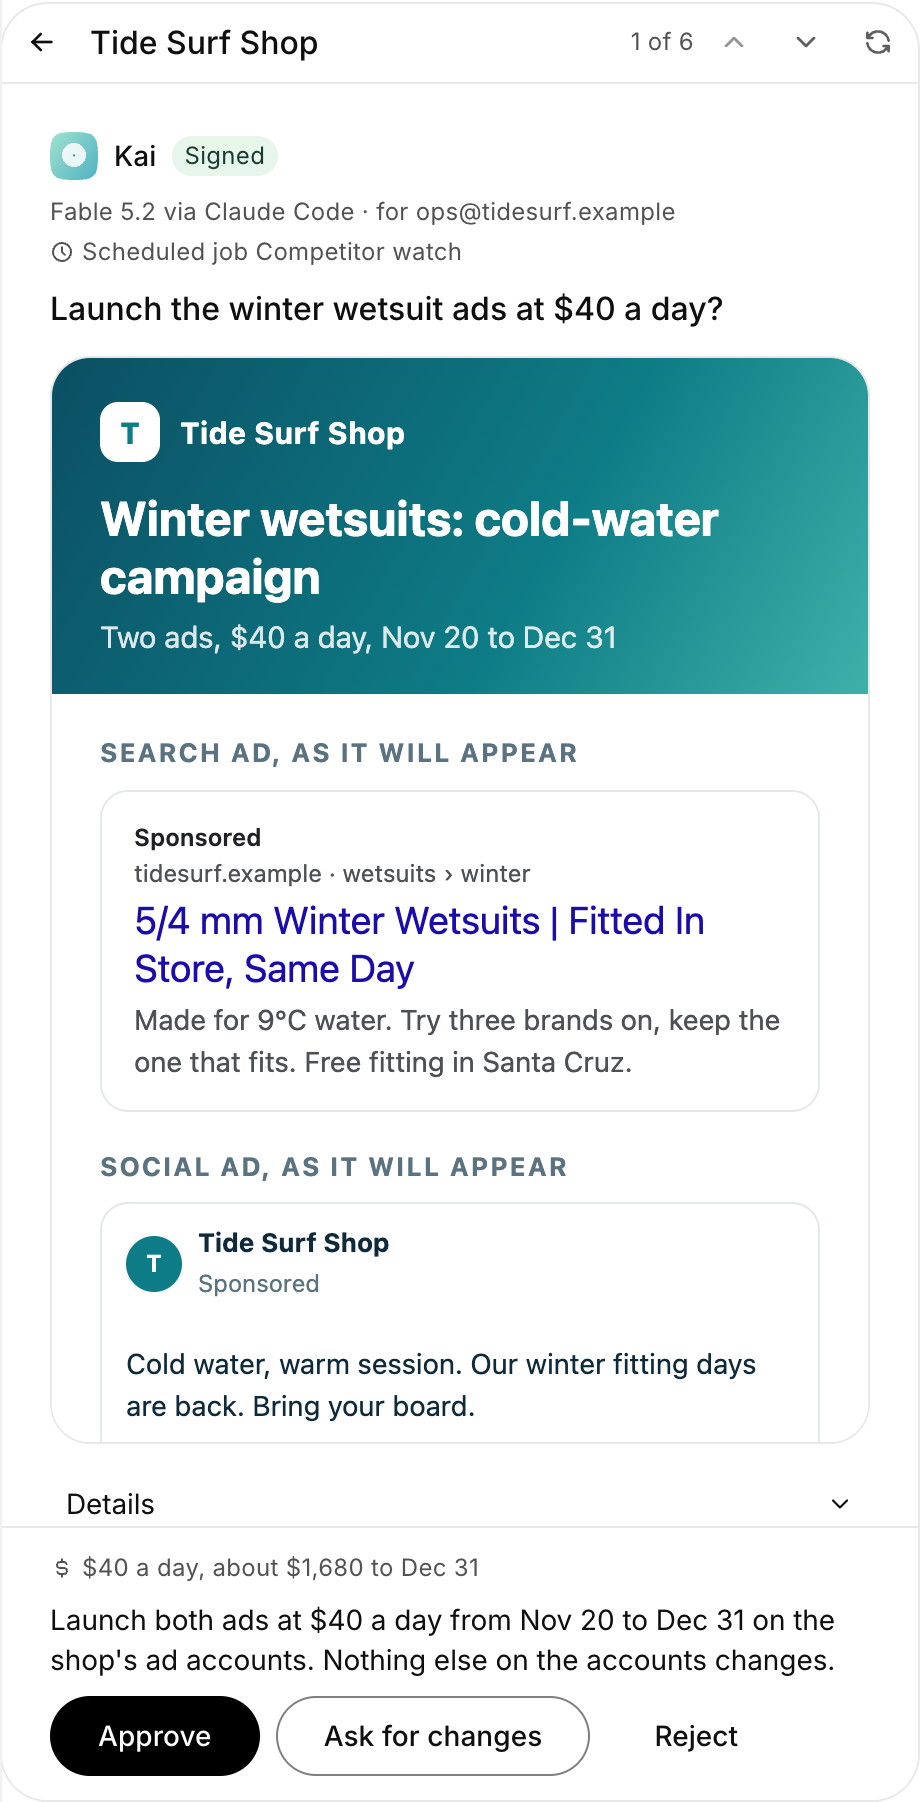 Tide Surf Shop
1 of 6
Kai
Signed
Fable 5.2 via Claude Code · for ops@tidesurf.example
Scheduled job Competitor watch
Launch the winter wetsuit ads at $40 a day?
T
Tide Surf Shop
Winter wetsuits: cold-water
campaign
Two ads, $40 a day, Nov 20 to Dec 31
SEARCH AD, AS IT WILL APPEAR
Sponsored
tidesurf.example · wetsuits › winter
5/4 mm Winter Wetsuits | Fitted In
Store, Same Day
Made for 9°C water. Try three brands on, keep the
one that fits. Free fitting in Santa Cruz.
SOCIAL AD, AS IT WILL APPEAR
T
Tide Surf Shop
Sponsored
Cold water, warm session. Our winter fitting days
are back. Bring your board.
Details
$ $40 a day, about $1,680 to Dec 31
Launch both ads at $40 a day from Nov 20 to Dec 31 on the
shop's ad accounts. Nothing else on the accounts changes.
Approve
Ask for changes
Reject